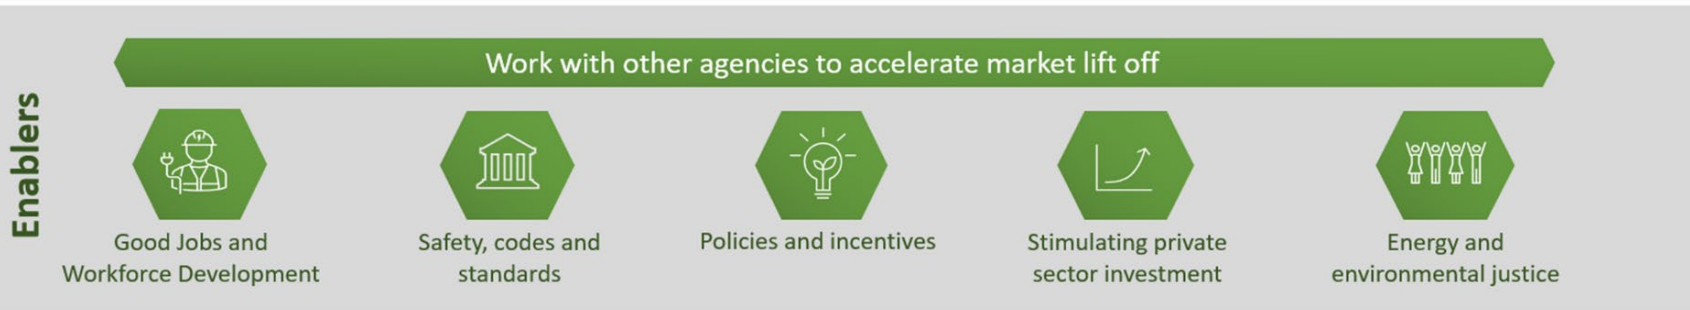 Enablers
Work with other agencies to accelerate market lift off
Good Jobs and
Workforce Development
Safety, codes and
standards
Policies and incentives
Stimulating private
sector investment
Energy and
environmental justice